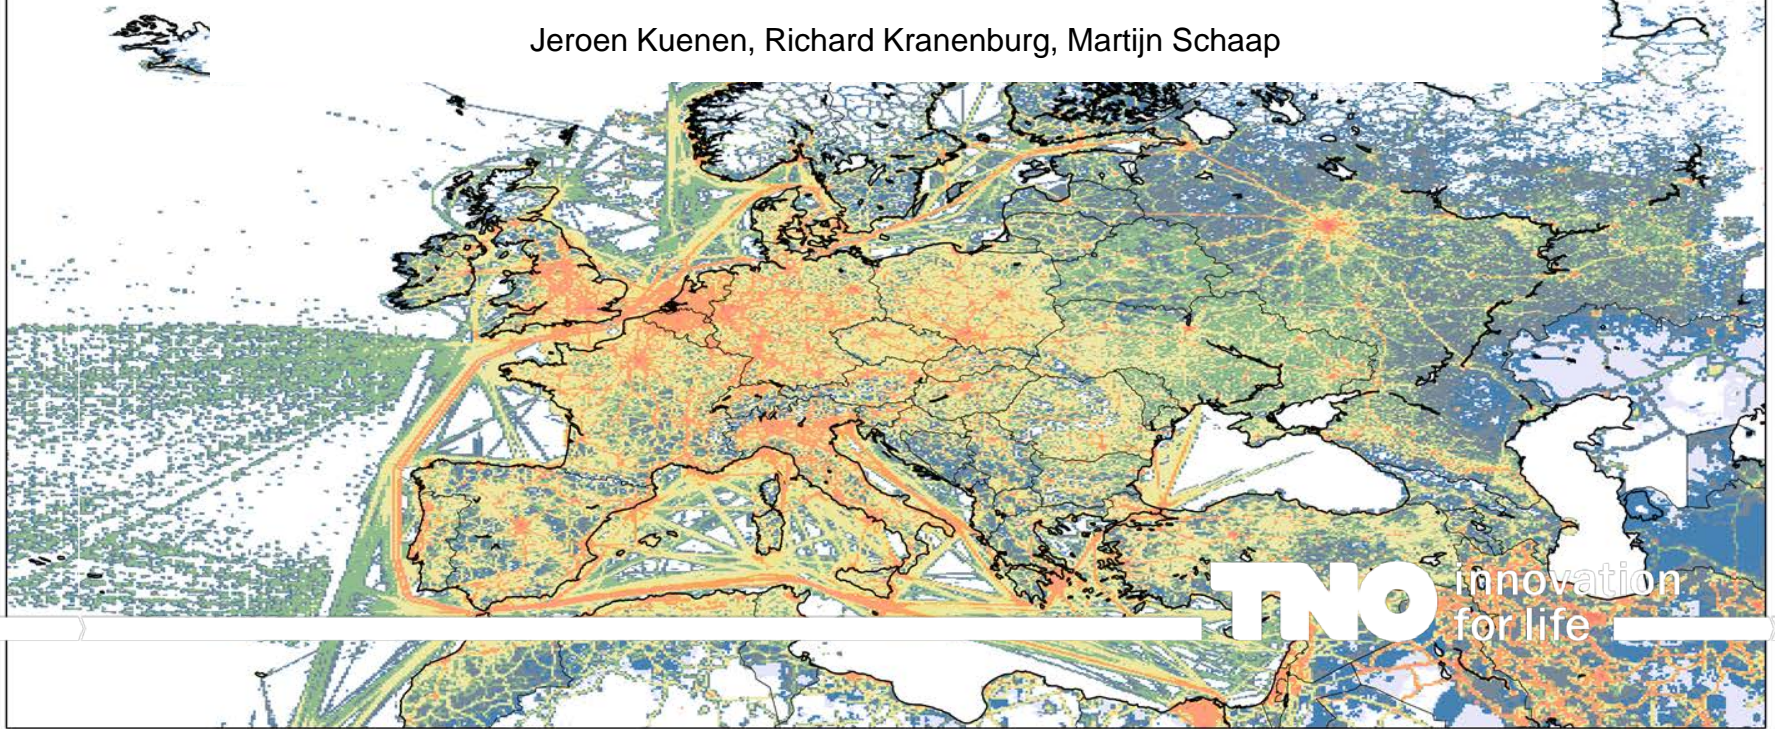 Jeroen Kuenen, Richard Kranenburg, Martijn Schaap
TNO innovation
for life